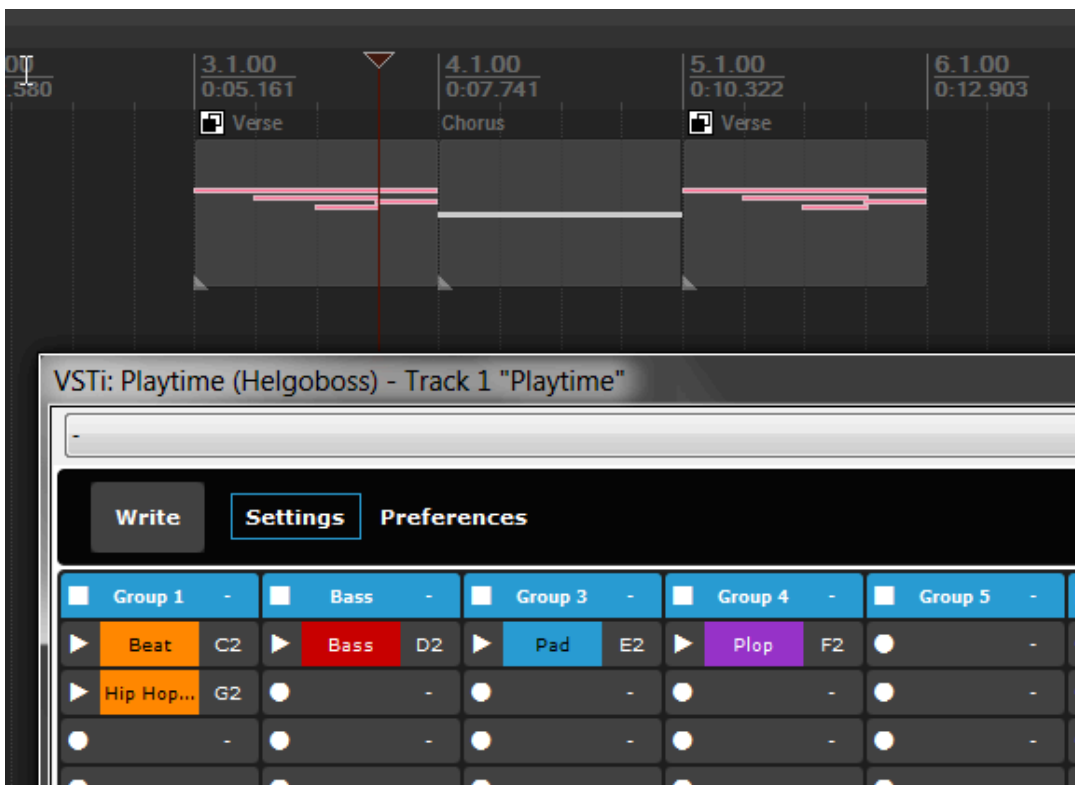 00 3.1.00 4.1.00 5.1.00 6.1.00
.580 0:05.161 0:07.741 0:10.322 0:12.903
Verse Chorus Verse
VSTi: Playtime (Helgoboss) - Track 1 "Playtime"
-
Write Settings Preferences
Group 1 - Bass - Group 3 - Group 4 - Group 5 -
Beat C2 Bass D2 Pad E2 Plop F2 -
Hip Hop... G2 - - - -
- - - - -